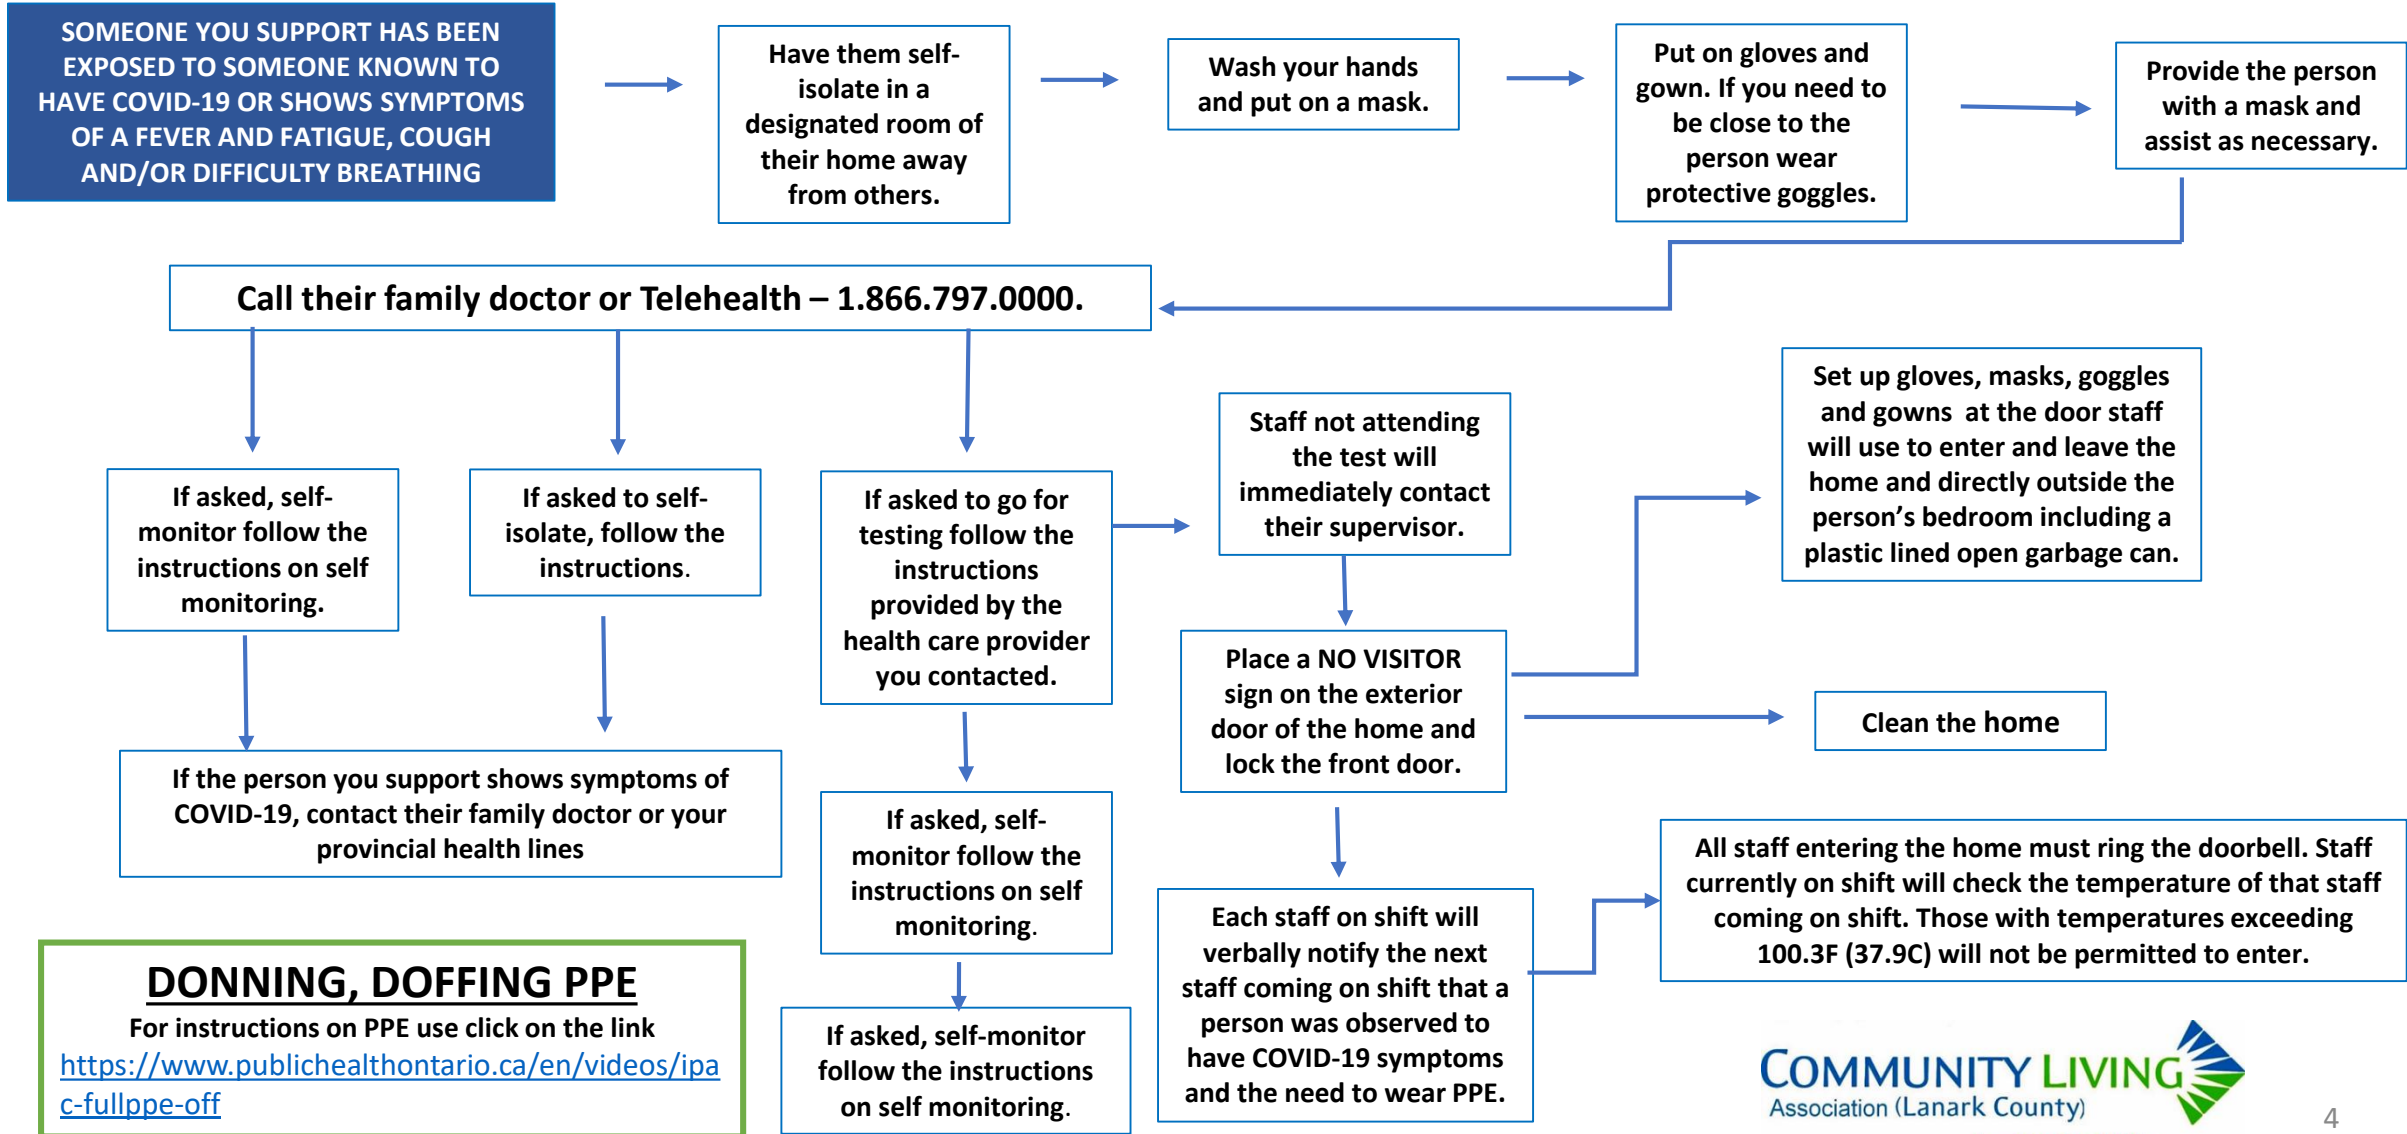 SOMEONE YOU SUPPORT HAS BEEN
EXPOSED TO SOMEONE KNOWN TO
HAVE COVID-19 OR SHOWS SYMPTOMS
OF A FEVER AND FATIGUE, COUGH
AND/OR DIFFICULTY BREATHING
Have them self-
isolate in a
designated room of
their home away
from others.
Wash your hands
and put on a mask.
Put on gloves and
gown. If you need to
be close to the
person wear
protective goggles.
Provide the person
with a mask and
assist as necessary.
Call their family doctor or Telehealth – 1.866.797.0000.
If asked, self-
monitor follow the
instructions on self
monitoring.
If asked to self-
isolate, follow the
instructions.
If asked to go for
testing follow the
instructions
provided by the
health care provider
you contacted.
Staff not attending
the test will
immediately contact
their supervisor.
Set up gloves, masks, goggles
and gowns at the door staff
will use to enter and leave the
home and directly outside the
person's bedroom including a
plastic lined open garbage can.
Place a NO VISITOR
sign on the exterior
door of the home and
lock the front door.
Clean the home
If the person you support shows symptoms of
COVID-19, contact their family doctor or your
provincial health lines
If asked, self-
monitor follow the
instructions on self
monitoring.
Each staff on shift will
verbally notify the next
staff coming on shift that a
person was observed to
have COVID-19 symptoms
and the need to wear PPE.
All staff entering the home must ring the doorbell. Staff
currently on shift will check the temperature of that staff
coming on shift. Those with temperatures exceeding
100.3F (37.9C) will not be permitted to enter.
If asked, self-monitor
follow the instructions
on self monitoring.
DONNING, DOFFING PPE
For instructions on PPE use click on the link
https://www.publichealthontario.ca/en/videos/ipa
c-fullppe-off
COMMUNITY LIVING
Association (Lanark County)
4